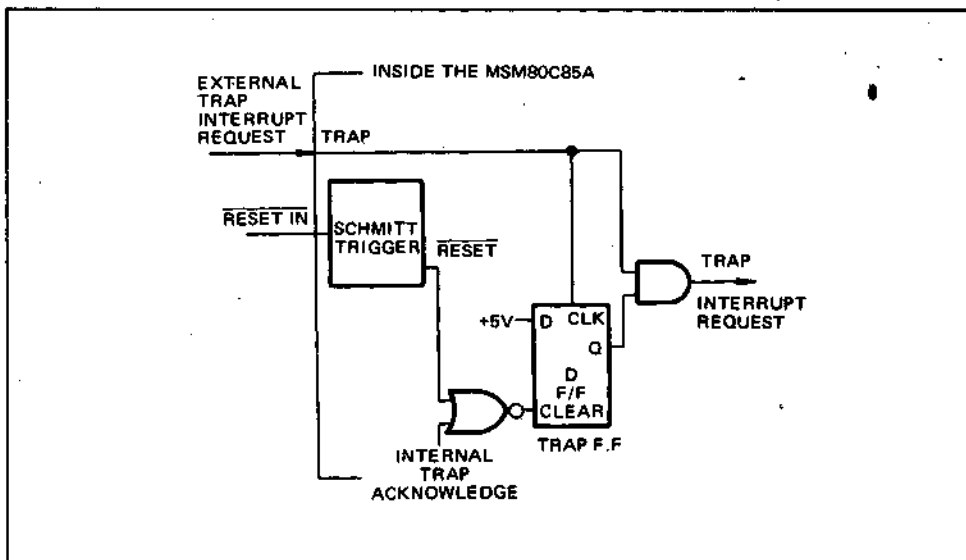 INSIDE THE MSM80C85A
EXTERNAL
TRAP
INTERRUPT
REQUEST
TRAP
RESET IN
SCHMITT
TRIGGER
RESET
TRAP
INTERRUPT
REQUEST
+5V
D CLK
Q
D
F/F
CLEAR
TRAP F.F
INTERNAL
TRAP
ACKNOWLEDGE